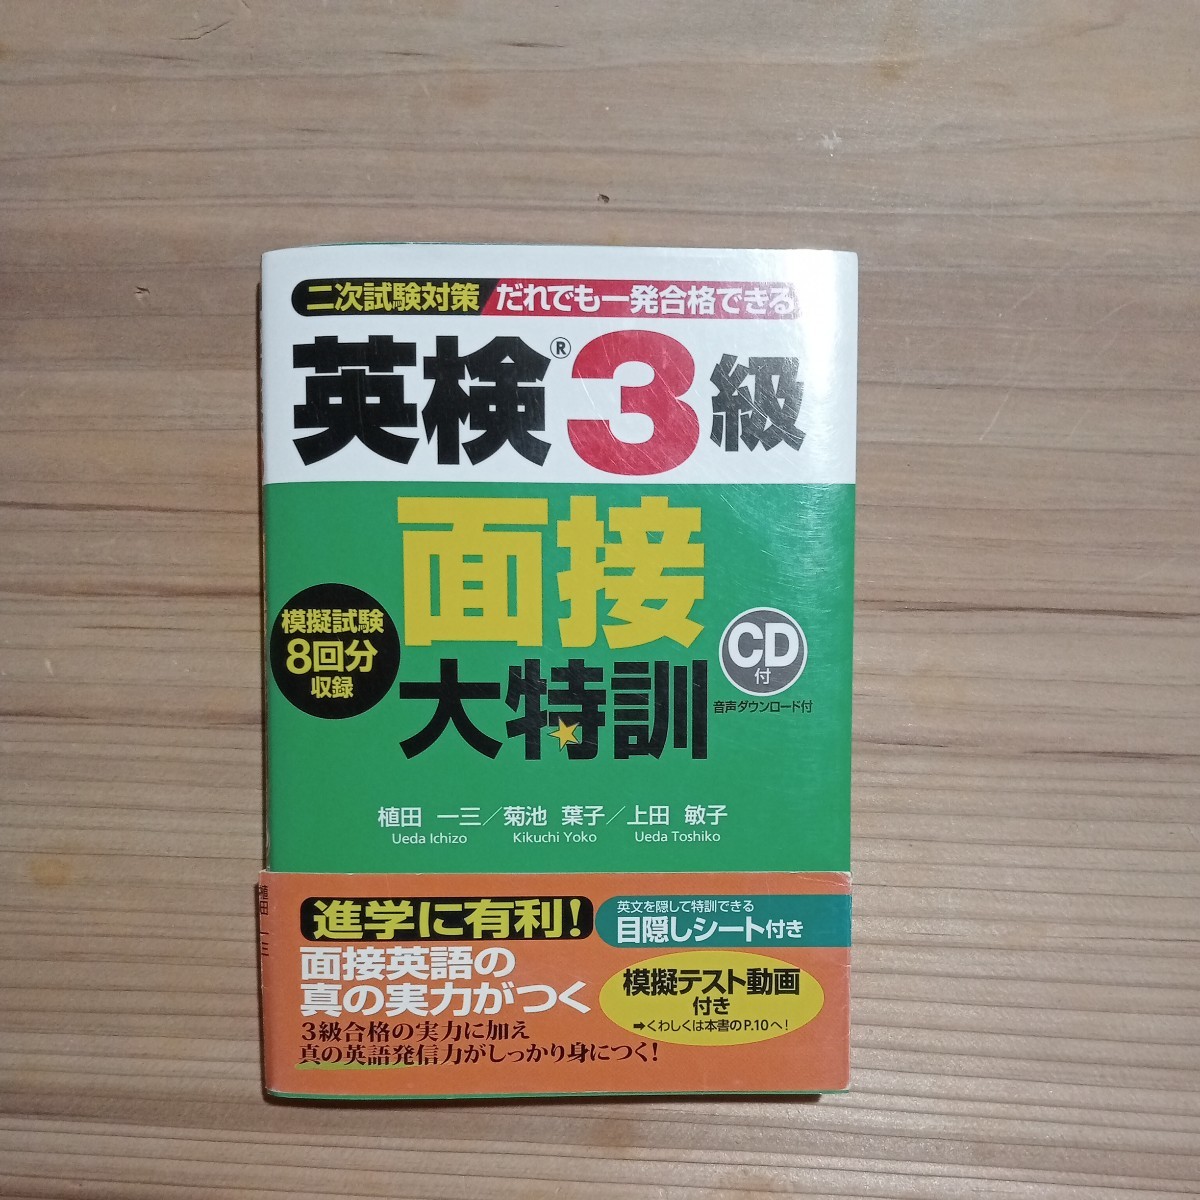 二次試験対策 だれでも一発合格できる
英検®3級
面接
大特訓
模擬試験
8回分
収録
CD
付
音声ダウンロード付
植田 一三/菊池 葉子/上田 敏子
Ueda Ichizo Kikuchi Yoko Ueda Toshiko
植田 一三
進学に有利!
面接英語の
真の実力がつく
3級合格の実力に加え
真の英語発信力がしっかり身につく!
英文を隠して特訓できる
目隠しシート付き
模擬テスト動画
付き
➡くわしくは本書のP.10へ!